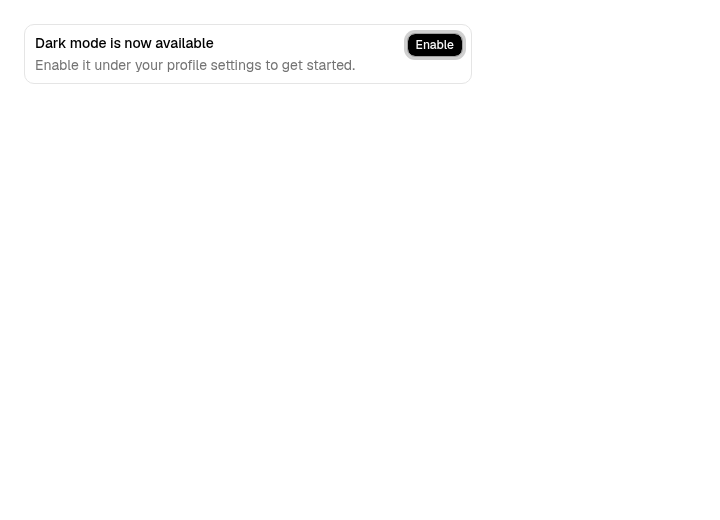 Dark mode is now available
Enable
Enable it under your profile settings to get started.